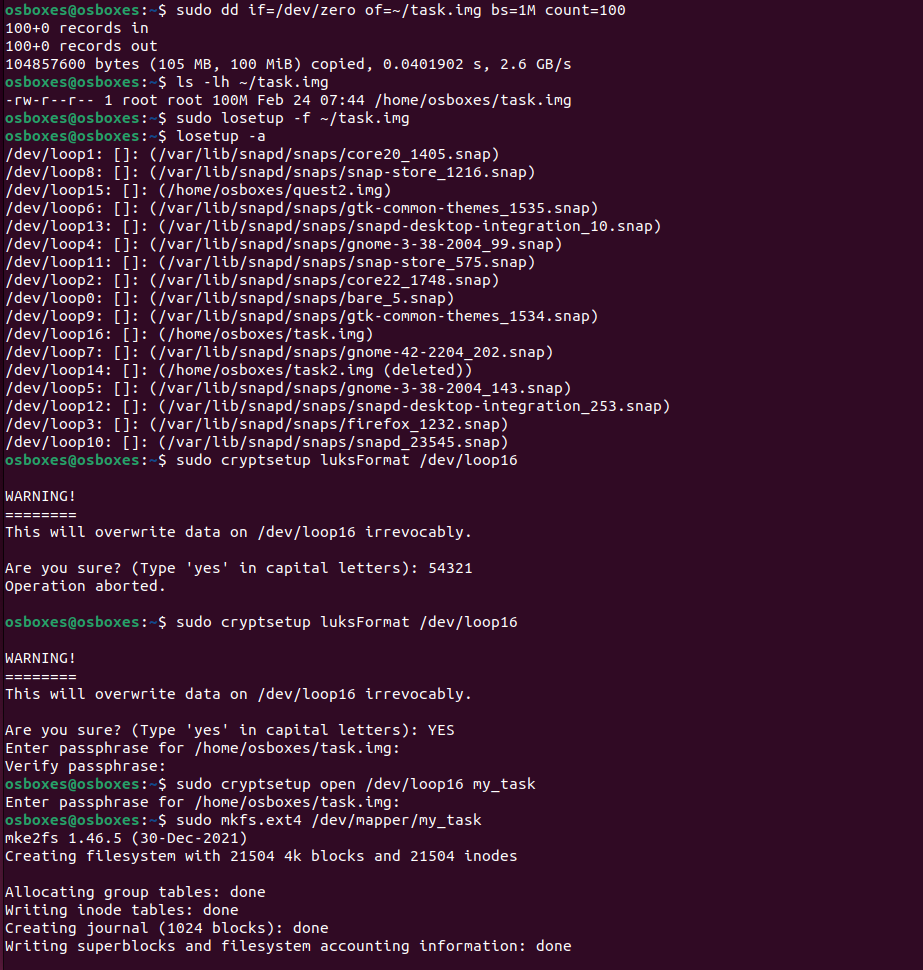 osboxes@osboxes:~$ sudo dd if=/dev/zero of=~/task.img bs=1M count=100
100+0 records in
100+0 records out
104857600 bytes (105 MB, 100 MiB) copied, 0.0401902 s, 2.6 GB/s
osboxes@osboxes:~$ ls -lh ~/task.img
-rw-r--r-- 1 root root 100M Feb 24 07:44 /home/osboxes/task.img
osboxes@osboxes:~$ sudo losetup -f ~/task.img
osboxes@osboxes:~$ losetup -a
/dev/loop1: []: (/var/lib/snapd/snaps/core20_1405.snap)
/dev/loop8: []: (/var/lib/snapd/snaps/snap-store_1216.snap)
/dev/loop15: []: (/home/osboxes/quest2.img)
/dev/loop6: []: (/var/lib/snapd/snaps/gtk-common-themes_1535.snap)
/dev/loop13: []: (/var/lib/snapd/snaps/snapd-desktop-integration_10.snap)
/dev/loop4: []: (/var/lib/snapd/snaps/gnome-3-38-2004_99.snap)
/dev/loop11: []: (/var/lib/snapd/snaps/snap-store_575.snap)
/dev/loop2: []: (/var/lib/snapd/snaps/core22_1748.snap)
/dev/loop0: []: (/var/lib/snapd/snaps/bare_5.snap)
/dev/loop9: []: (/var/lib/snapd/snaps/gtk-common-themes_1534.snap)
/dev/loop16: []: (/home/osboxes/task.img)
/dev/loop7: []: (/var/lib/snapd/snaps/gnome-42-2204_202.snap)
/dev/loop14: []: (/home/osboxes/task2.img (deleted))
/dev/loop5: []: (/var/lib/snapd/snaps/gnome-3-38-2004_143.snap)
/dev/loop12: []: (/var/lib/snapd/snaps/snapd-desktop-integration_253.snap)
/dev/loop3: []: (/var/lib/snapd/snaps/firefox_1232.snap)
/dev/loop10: []: (/var/lib/snapd/snaps/snapd_23545.snap)
osboxes@osboxes:~$ sudo cryptsetup luksFormat /dev/loop16

WARNING!
========
This will overwrite data on /dev/loop16 irrevocably.

Are you sure? (Type 'yes' in capital letters): 54321
Operation aborted.

osboxes@osboxes:~$ sudo cryptsetup luksFormat /dev/loop16

WARNING!
========
This will overwrite data on /dev/loop16 irrevocably.

Are you sure? (Type 'yes' in capital letters): YES
Enter passphrase for /home/osboxes/task.img:
Verify passphrase:
osboxes@osboxes:~$ sudo cryptsetup open /dev/loop16 my_task
Enter passphrase for /home/osboxes/task.img:
osboxes@osboxes:~$ sudo mkfs.ext4 /dev/mapper/my_task
mke2fs 1.46.5 (30-Dec-2021)
Creating filesystem with 21504 4k blocks and 21504 inodes

Allocating group tables: done
Writing inode tables: done
Creating journal (1024 blocks): done
Writing superblocks and filesystem accounting information: done